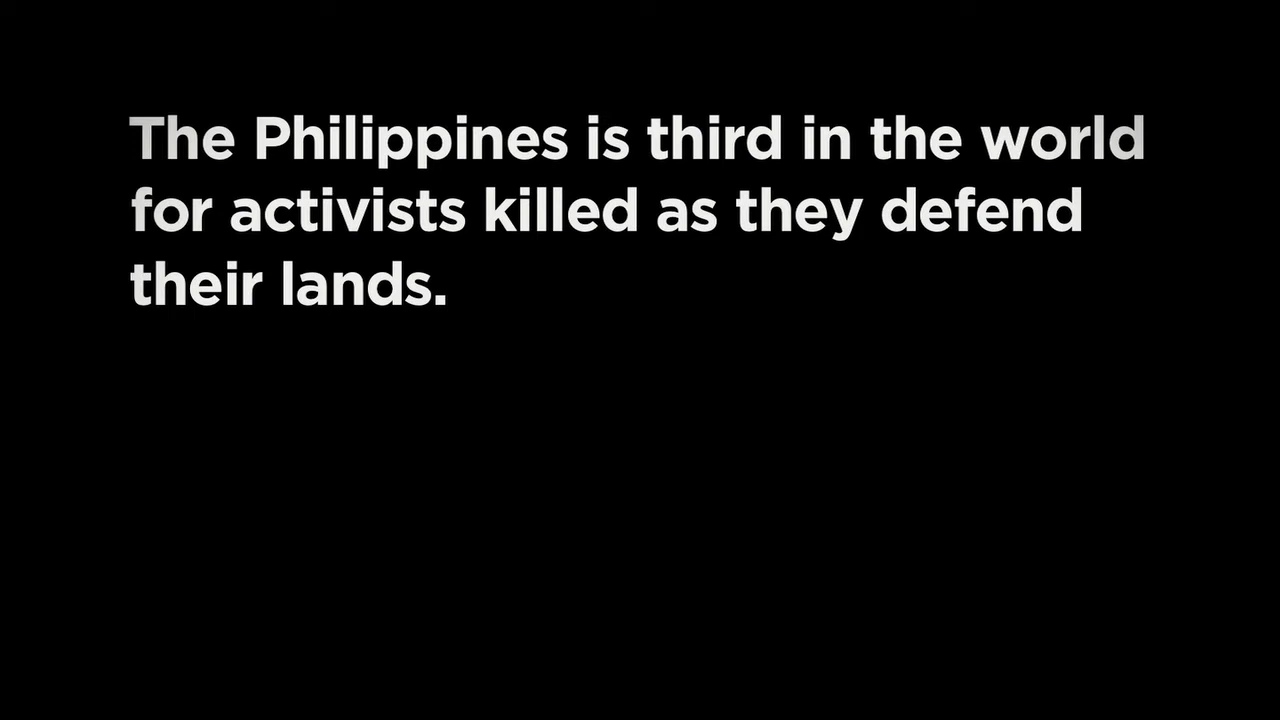 The Philippines is third in the world
for activists killed as they defend
their lands.